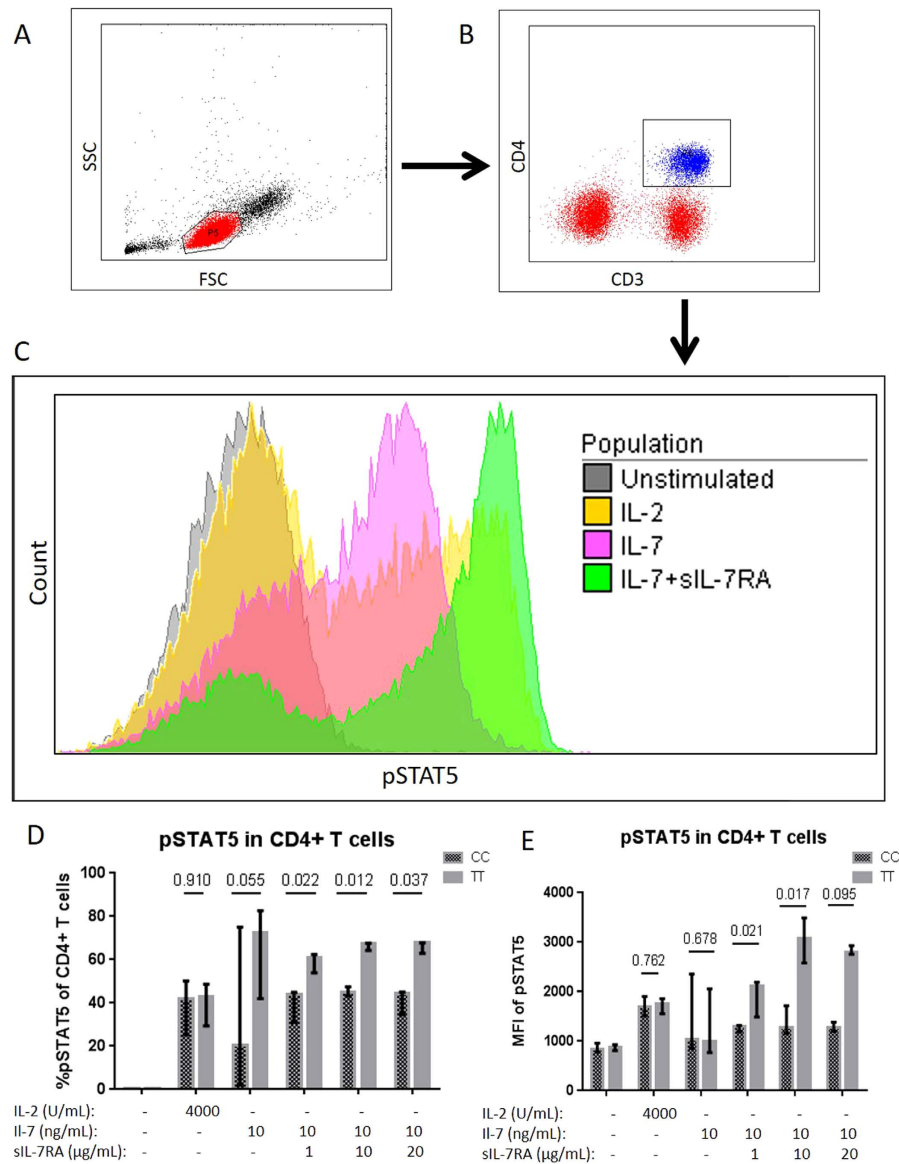 A
SSC
P5
FSC
B
CD4
CD3
C
Count
Population
Unstimulated
IL-2
IL-7
IL-7+sIL-7RA
pSTAT5
D
pSTAT5 in CD4+ T cells
CC
TT
0.910 0.055 0.022 0.012 0.037
%pSTAT5 of CD4+ T cells
100
80
60
40
20
0
IL-2 (U/mL): - 4000 - - - -
Il-7 (ng/mL): - - 10 10 10 10
sIL-7RA (µg/mL): - - - 1 10 20
E
pSTAT5 in CD4+ T cells
CC
TT
0.762 0.678 0.021 0.017 0.095
MFI of pSTAT5
4000
3000
2000
1000
0
IL-2 (U/mL): - 4000 - - - -
Il-7 (ng/mL): - - 10 10 10 10
sIL-7RA (µg/mL): - - - 1 10 20